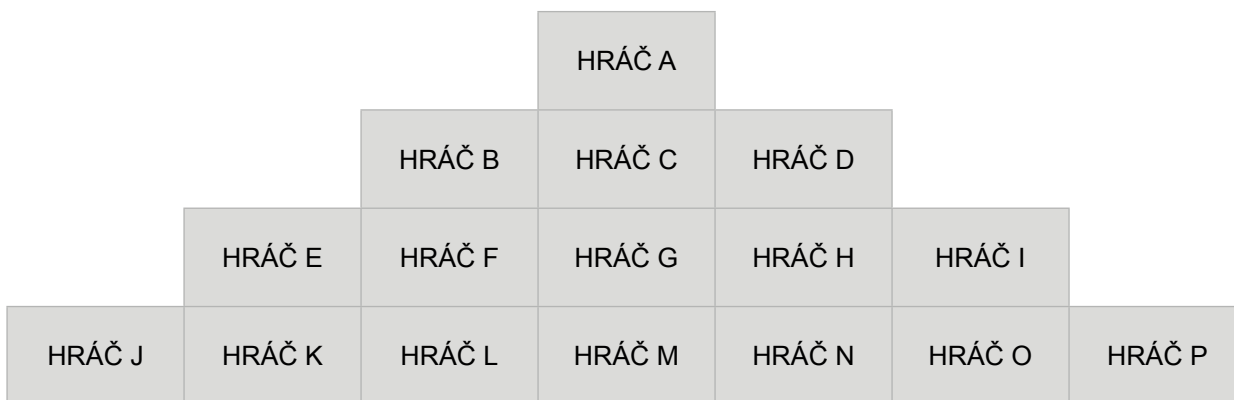 HRÁČ A
HRÁČ B HRÁČ C HRÁČ D
HRÁČ E HRÁČ F HRÁČ G HRÁČ H HRÁČ I
HRÁČ J HRÁČ K HRÁČ L HRÁČ M HRÁČ N HRÁČ O HRÁČ P